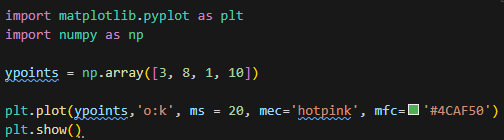 import matplotlib.pyplot as plt
import numpy as np
ypoints = np.array([3, 8, 1, 10])
plt.plot(ypoints,'o:k', ms = 20, mec='hotpink', mfc='#4CAF50')
plt.show()